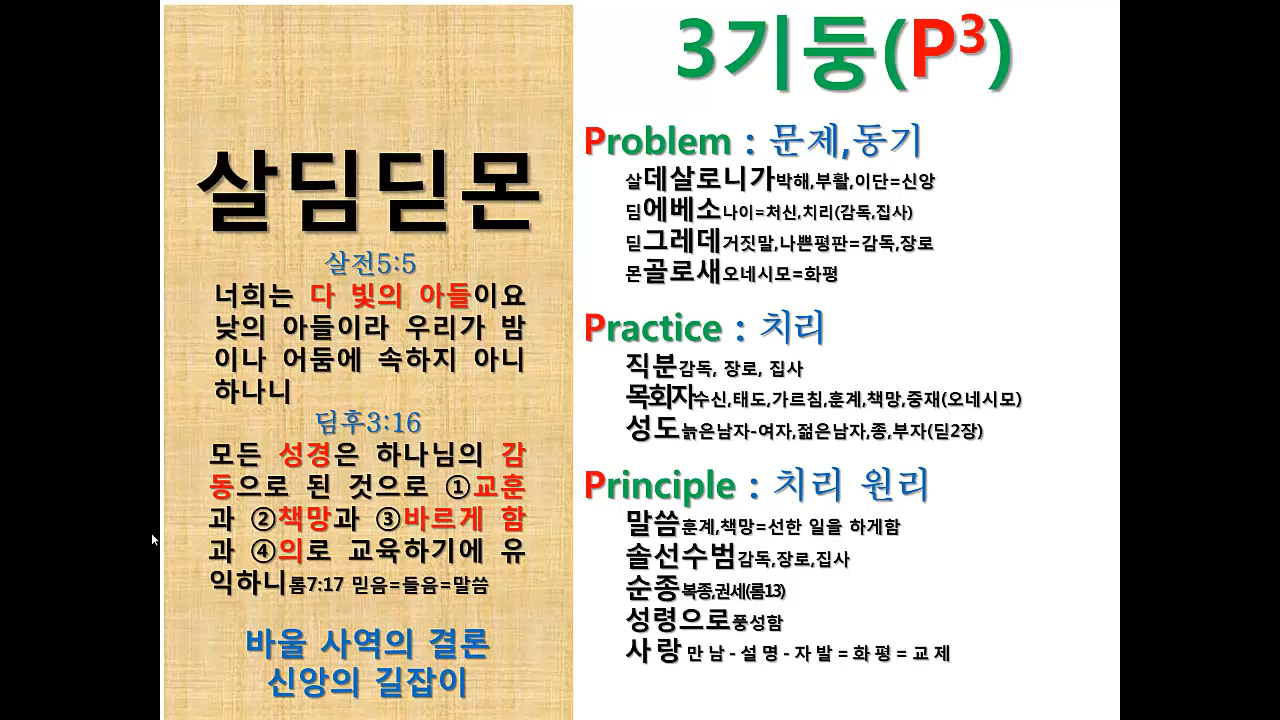 살딤딛몬
살전5:5
너희는 다 빛의 아들이요
낮의 아들이라 우리가 밤
이나 어둠에 속하지 아니
하나니
딤후3:16
모든 성경은 하나님의 감
동으로 된 것으로 ①교훈
과 ②책망과 ③바르게 함
과 ④의로 교육하기에 유
익하니롬7:17 믿음=들음=말씀
바울 사역의 결론
신앙의 길잡이
3기둥(P³)
Problem : 문제,동기
살데살로니가박해,부활,이단=신앙
딤에베소나이=처신,치리(감독,집사)
딛그레데거짓말,나쁜평판=감독,장로
몬골로새오네시모=화평
Practice : 치리
직분감독, 장로, 집사
목회자수신,태도,가르침,훈계,책망,중재(오네시모)
성도늙은남자-여자,젊은남자,종,부자(딛2장)
Principle : 치리 원리
말씀훈계,책망=선한 일을 하게함
솔선수범감독,장로,집사
순종복종,권세(롬13)
성령으로풍성함
사랑만남-설명-자발=화평=교제